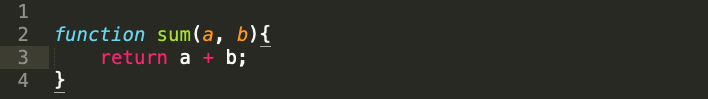 1
2 function sum(a, b){
3     return a + b;
4 }